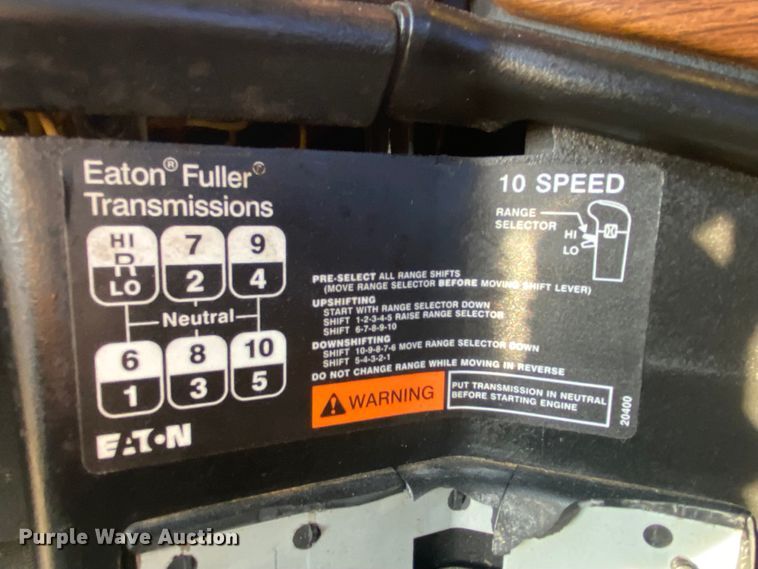 Eaton® Fuller®
Transmissions
10 SPEED
RANGE
SELECTOR
HI
LO
HI
R
LO
7
2
9
4
Neutral
6
1
8
3
10
5
PRE-SELECT ALL RANGE SHIFTS
(MOVE RANGE SELECTOR BEFORE MOVING SHIFT LEVER)
UPSHIFTING
START WITH RANGE SELECTOR DOWN
SHIFT 1-2-3-4-5 RAISE RANGE SELECTOR
SHIFT 6-7-8-9-10
DOWNSHIFTING
SHIFT 10-9-8-7-6 MOVE RANGE SELECTOR DOWN
SHIFT 5-4-3-2-1
DO NOT CHANGE RANGE WHILE MOVING IN REVERSE
WARNING
PUT TRANSMISSION IN NEUTRAL
BEFORE STARTING ENGINE
20400
EATON
Purple Wave Auction